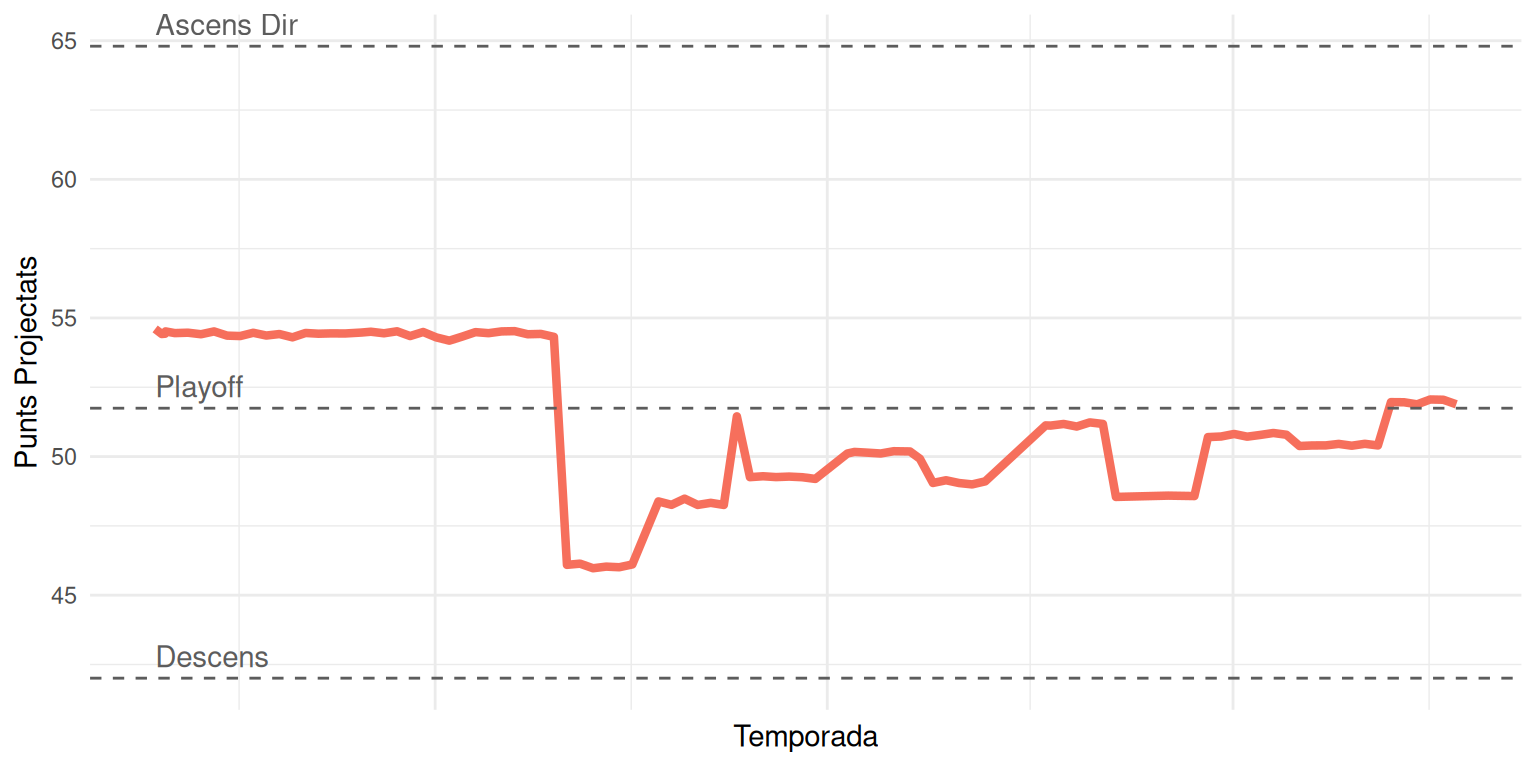 Ascens Dir
65
60
55
Playoff
50
45
Descens
Punts Projectats
Temporada